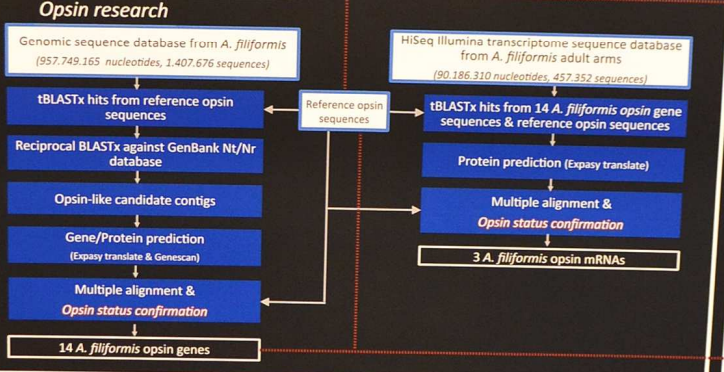 Opsin research
Genomic sequence database from A. filiformis
(957.749.165 nucleotides, 1.407.676 sequences)
tBLASTx hits from reference opsin
sequences
Reciprocal BLASTx against GenBank Nt/Nr
database
Opsin-like candidate contigs
Gene/Protein prediction
(Expasy translate & Genescan)
Multiple alignment &
Opsin status confirmation
14 A. filiformis opsin genes
Reference opsin
sequences
HiSeq Illumina transcriptome sequence database
from A. filiformis adult arms
(90.186.310 nucleotides, 457.352 sequences)
tBLASTx hits from 14 A. filiformis opsin gene
sequences & reference opsin sequences
Protein prediction (Expasy translate)
Multiple alignment &
Opsin status confirmation
3 A. filiformis opsin mRNAs